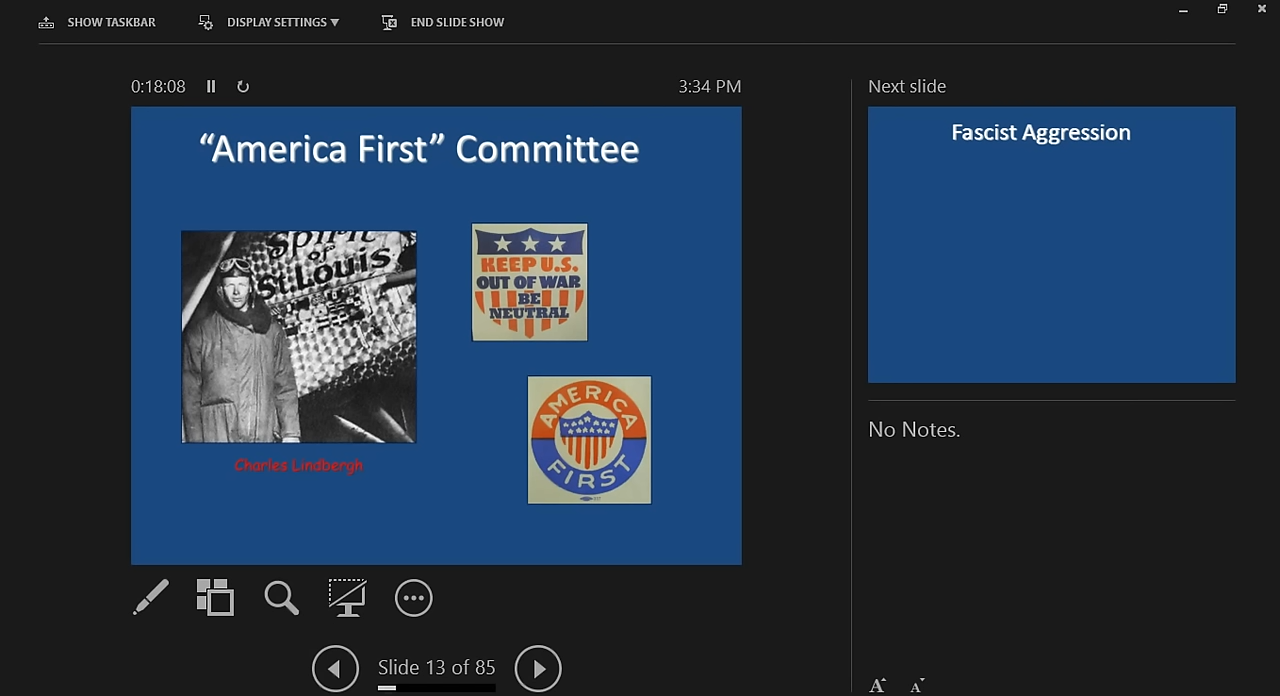 SHOW TASKBAR
DISPLAY SETTINGS ▼
END SLIDE SHOW
0:18:08
3:34 PM
Next slide
“America First” Committee
Spirit
of
St. Louis
Charles Lindbergh
KEEP U.S.
OUT OF WAR
BE
NEUTRAL
AMERICA
FIRST
Slide 13 of 85
Fascist Aggression
No Notes.
A A